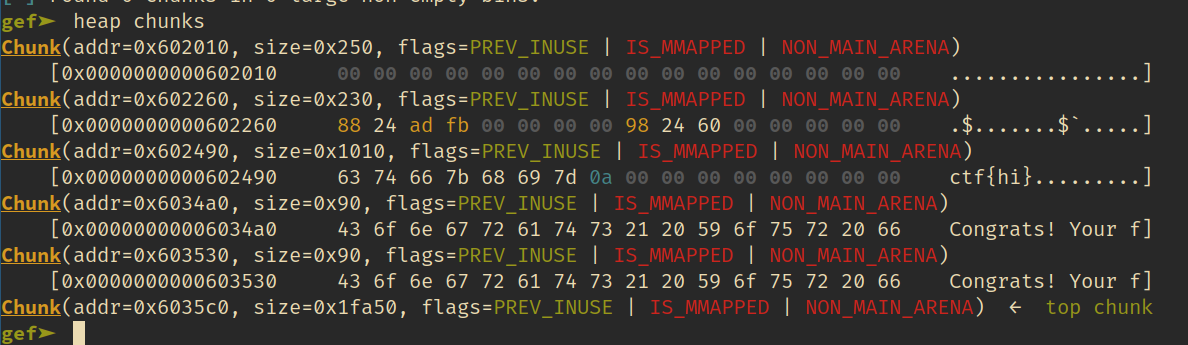 gef➤  heap chunks
Chunk(addr=0x602010, size=0x250, flags=PREV_INUSE | IS_MMAPPED | NON_MAIN_ARENA)
    [0x0000000000602010     00 00 00 00 00 00 00 00 00 00 00 00 00 00 00 00    ................]
Chunk(addr=0x602260, size=0x230, flags=PREV_INUSE | IS_MMAPPED | NON_MAIN_ARENA)
    [0x0000000000602260     88 24 ad fb 00 00 00 00 98 24 60 00 00 00 00 00    .$.......$`.....]
Chunk(addr=0x602490, size=0x1010, flags=PREV_INUSE | IS_MMAPPED | NON_MAIN_ARENA)
    [0x0000000000602490     63 74 66 7b 68 69 7d 0a 00 00 00 00 00 00 00 00    ctf{hi}.........]
Chunk(addr=0x6034a0, size=0x90, flags=PREV_INUSE | IS_MMAPPED | NON_MAIN_ARENA)
    [0x00000000006034a0     43 6f 6e 67 72 61 74 73 21 20 59 6f 75 72 20 66    Congrats! Your f]
Chunk(addr=0x603530, size=0x90, flags=PREV_INUSE | IS_MMAPPED | NON_MAIN_ARENA)
    [0x0000000000603530     43 6f 6e 67 72 61 74 73 21 20 59 6f 75 72 20 66    Congrats! Your f]
Chunk(addr=0x6035c0, size=0x1fa50, flags=PREV_INUSE | IS_MMAPPED | NON_MAIN_ARENA)  ←  top chunk
gef➤